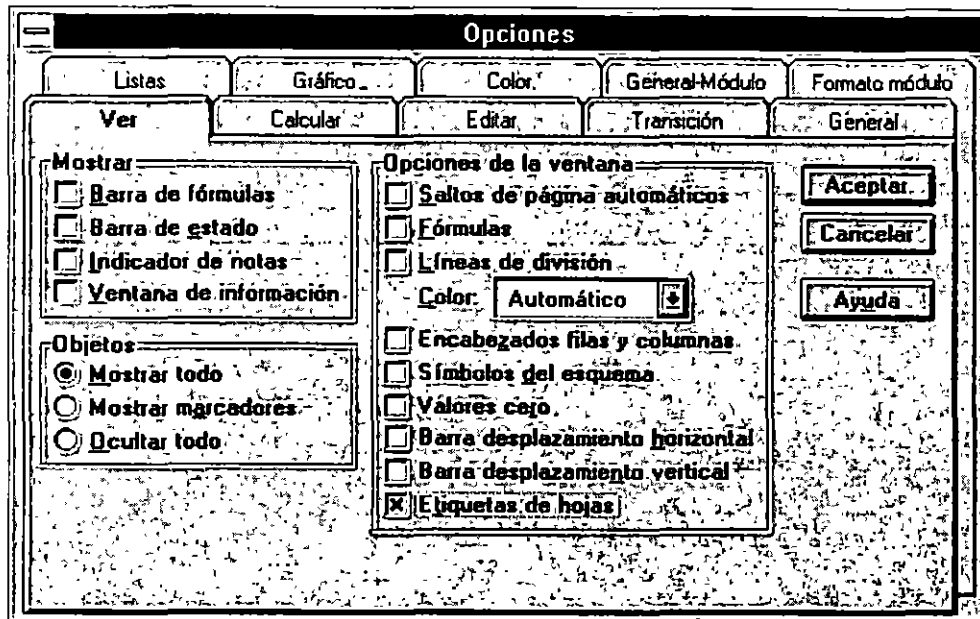 Opciones
Listas Gráfico Color General-Módulo Formato módulo
Ver Calcular Editar Transición General
Mostrar
Barra de fórmulas
Barra de estado
Indicador de notas
Ventana de información
Objetos
Mostrar todo
Mostrar marcadores
Ocultar todo
Opciones de la ventana
Saltos de página automáticos
Fórmulas
Líneas de división
Color: Automático
Encabezados filas y columnas
Símbolos del esquema
Valores cero
Barra desplazamiento horizontal
Barra desplazamiento vertical
Etiquetas de hojas
Aceptar
Cancelar
Ayuda